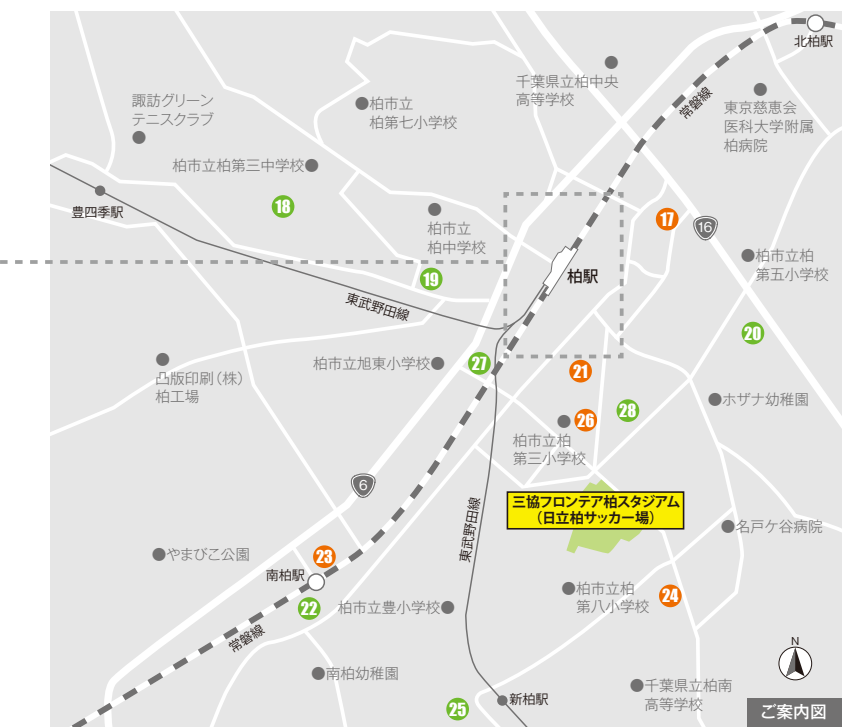 北柏駅
千葉県立柏中央
高等学校
常磐線
東京慈恵会
医科大学附属
柏病院
諏訪グリーン
テニスクラブ
柏市立
柏第七小学校
柏市立柏第三中学校
豊四季駅
18
柏市立
柏中学校
17
16
19
柏駅
柏市立柏
第五小学校
東武野田線
20
柏市立旭東小学校
27
21
凸版印刷(株)
柏工場
28
ホザナ幼稚園
26
柏市立柏
第三小学校
6
三協フロンテア柏スタジアム
(日立柏サッカー場)
東武野田線
名戸ケ谷病院
やまびこ公園
23
南柏駅
22
柏市立豊小学校
柏市立柏
第八小学校
24
常磐線
南柏幼稚園
N
25
新柏駅
千葉県立柏南
高等学校
ご案内図